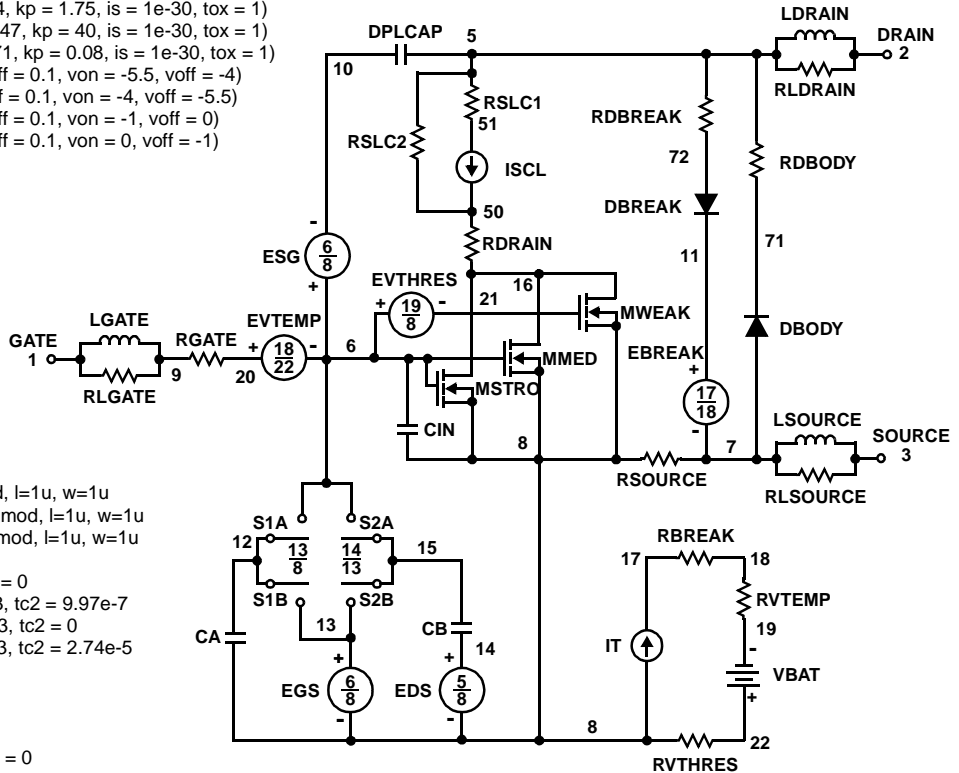 4, kp = 1.75, is = 1e-30, tox = 1)
47, kp = 40, is = 1e-30, tox = 1)
71, kp = 0.08, is = 1e-30, tox = 1)
off = 0.1, von = -5.5, voff = -4)
ff = 0.1, von = -4, voff = -5.5)
ff = 0.1, von = -1, voff = 0)
ff = 0.1, von = 0, voff = -1)
DPLCAP
5
LDRAIN
DRAIN
2
10
RLDRAIN
RSLC1
51
RDBREAK
RSLC2
72
RDBODY
ISCL
DBREAK
50
-
ESG
6
8
+
RDRAIN
11
71
EVTHRES
+
19
8
-
16
21
MWEAK
LGATE
EVTEMP
GATE
1
RGATE
+
18
22
-
6
MMED
EBREAK
+
DBODY
9
20
RLGATE
MSTRO
17
18
-
LSOURCE
SOURCE
3
CIN
8
7
RSOURCE
RLSOURCE
d, l=1u, w=1u
mod, l=1u, w=1u
mod, l=1u, w=1u
= 0
3, tc2 = 9.97e-7
3, tc2 = 0
3, tc2 = 2.74e-5
= 0
S1A
S2A
12
13
8
14
13
15
S1B
S2B
13
CA
CB
14
+
EGS
6
8
-
+
EDS
5
8
-
RBREAK
17
18
RVTEMP
19
IT
-
VBAT
+
8
22
RVTHRES